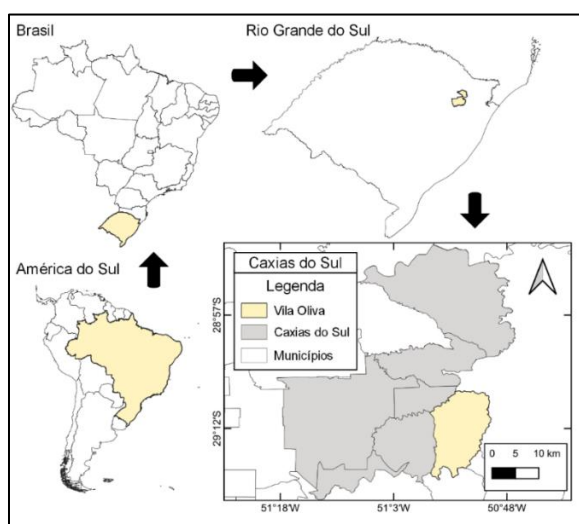 Brasil
Rio Grande do Sul
América do Sul
Caxias do Sul
Legenda
Vila Oliva
Caxias do Sul
Municípios
28°57'
29°12'
0 5 10 km
51°18'W
51°3'W
50°48'W